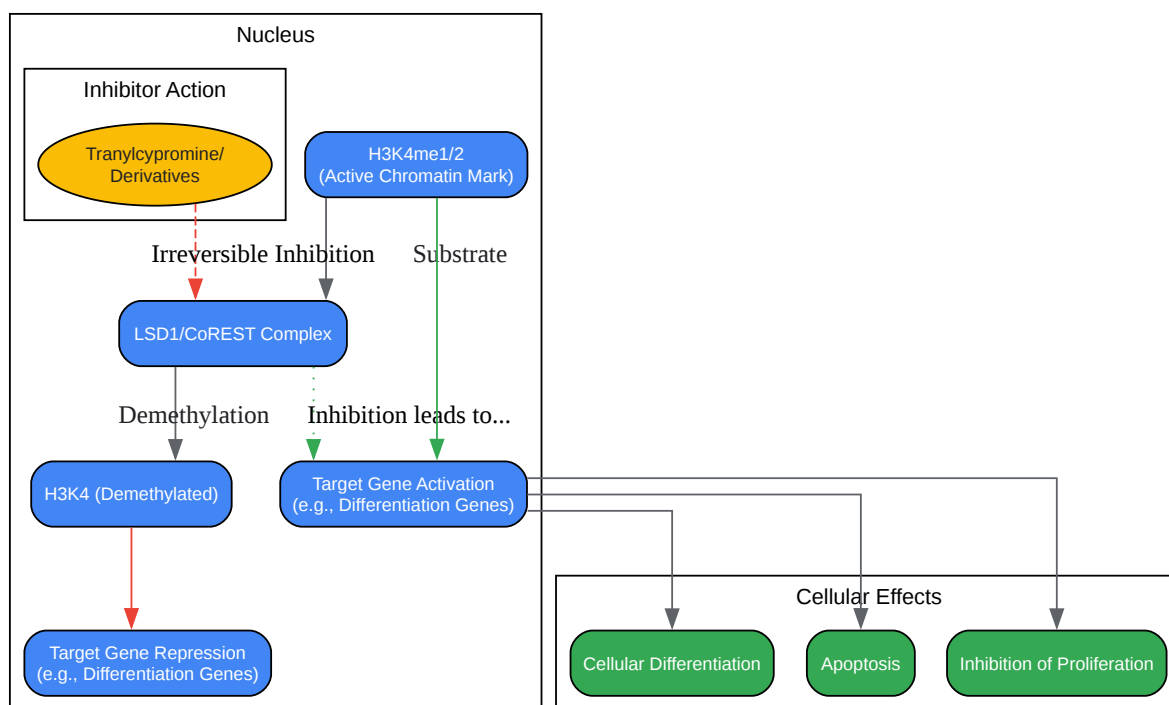 Nucleus
Inhibitor Action
Tranylcypromine/
Derivatives
H3K4me1/2
(Active Chromatin Mark)
Irreversible Inhibition
Substrate
LSD1/CoREST Complex
Demethylation
Inhibition leads to...
H3K4 (Demethylated)
Target Gene Activation
(e.g., Differentiation Genes)
Cellular Effects
Target Gene Repression
(e.g., Differentiation Genes)
Cellular Differentiation
Apoptosis
Inhibition of Proliferation